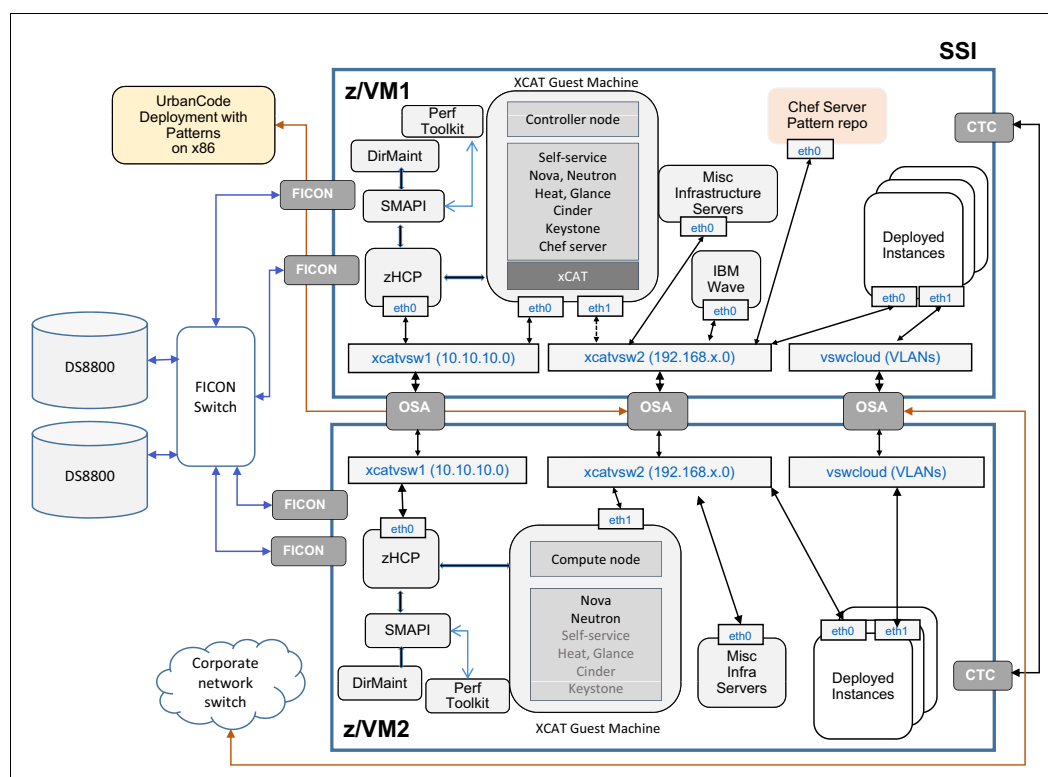 SSI
XCAT Guest Machine
z/VM1
UrbanCode
Deployment with
Patterns
on x86
Perf
Toolkit
Controller node
Chef Server
Pattern repo
CTC
DirMaint
eth0
Self-service
Nova, Neutron
Heat, Glance
Cinder
Keystone
Chef server
Misc
Infrastructure
Servers
FICON
SMAPI
eth0
Deployed
Instances
FICON
zHCP
xCAT
IBM
Wave
eth0
eth0
eth0
eth1
eth0
eth1
xcatvsw1 (10.10.10.0)
xcatvsw2 (192.168.x.0)
vswcloud (VLANs)
DS8800
FICON
Switch
OSA
OSA
OSA
DS8800
xcatvsw1 (10.10.10.0)
xcatvsw2 (192.168.x.0)
vswcloud (VLANs)
FICON
eth0
eth1
FICON
zHCP
Compute node
Nova
Neutron
Self-service
Heat, Glance
Cinder
Keystone
SMAPI
eth0
Misc
Infra
Servers
eth0
eth1
Deployed
Instances
CTC
Corporate
network
switch
DirMaint
Perf
Toolkit
z/VM2
XCAT Guest Machine